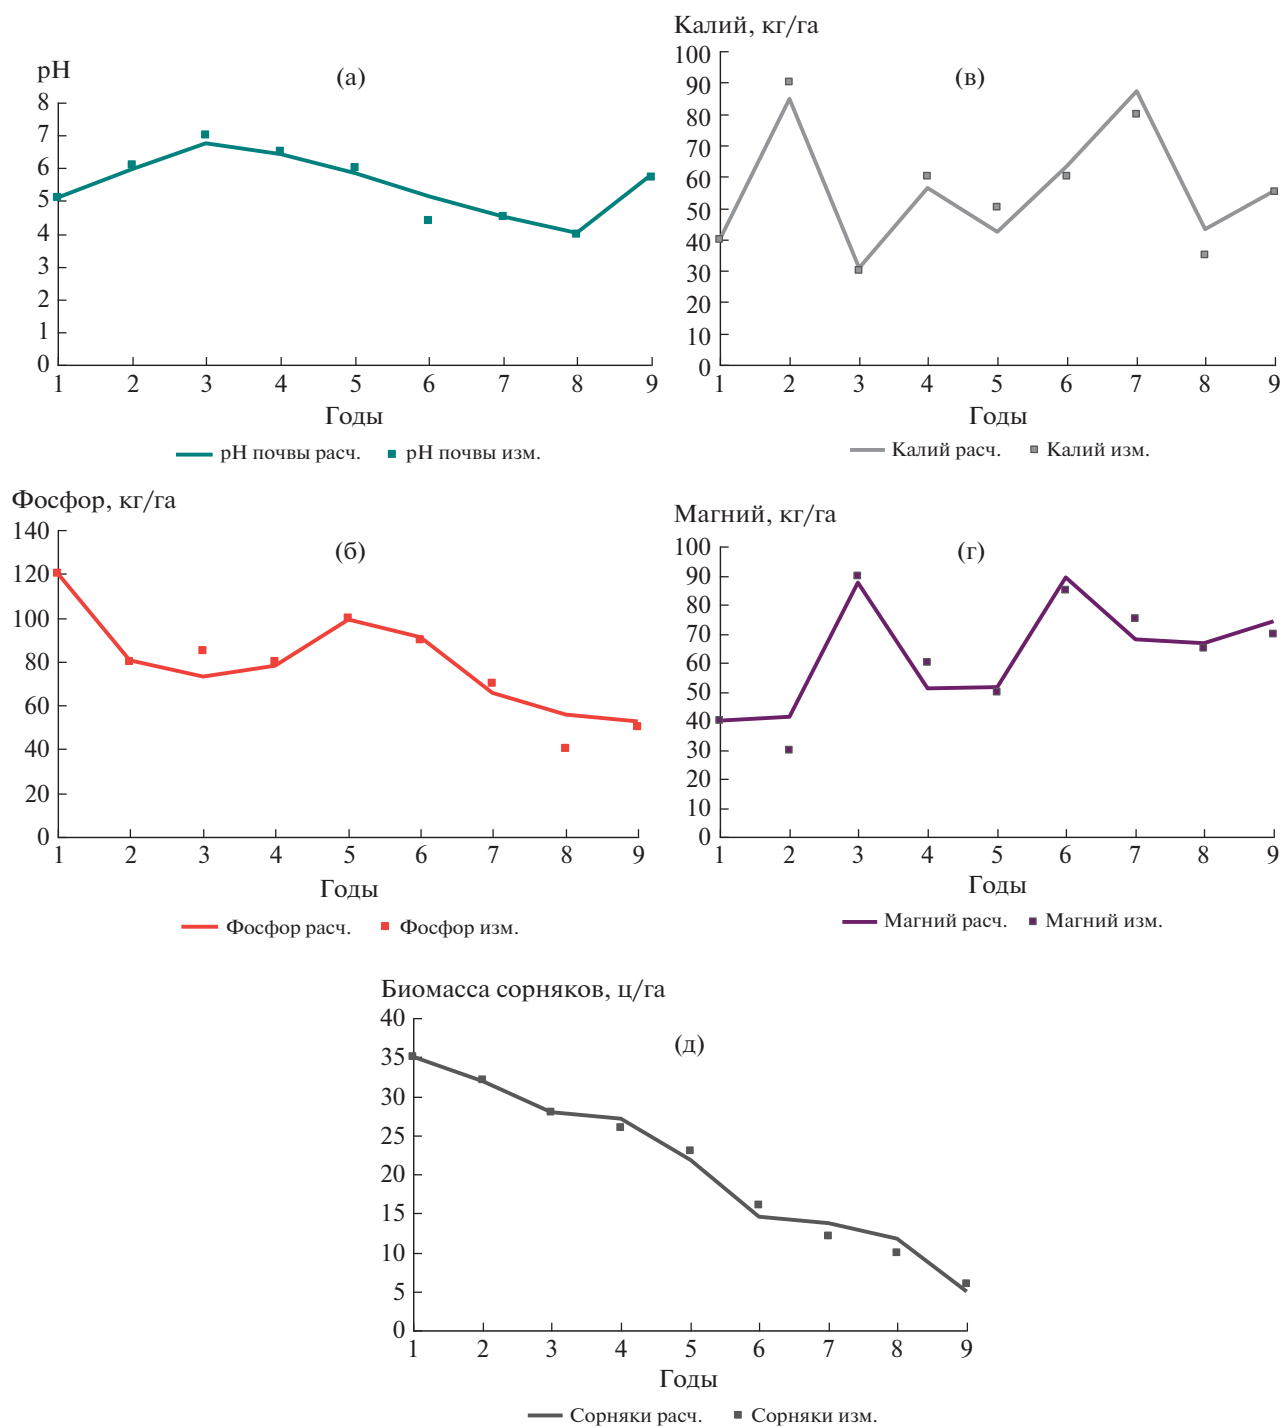 pH
(а)
8
7
6
5
4
3
2
1
0
1 2 3 4 5 6 7 8 9
Годы
pH почвы расч. pH почвы изм.
Калий, кг/га
(в)
100
90
80
70
60
50
40
30
20
10
0
1 2 3 4 5 6 7 8 9
Годы
Калий расч. Калий изм.
Фосфор, кг/га
(б)
140
120
100
80
60
40
20
0
1 2 3 4 5 6 7 8 9
Годы
Фосфор расч. Фосфор изм.
Магний, кг/га
(г)
100
90
80
70
60
50
40
30
20
10
0
1 2 3 4 5 6 7 8 9
Годы
Магний расч. Магний изм.
Биомасса сорняков, ц/га
(д)
40
35
30
25
20
15
10
5
0
1 2 3 4 5 6 7 8 9
Годы
Сорняки расч. Сорняки изм.